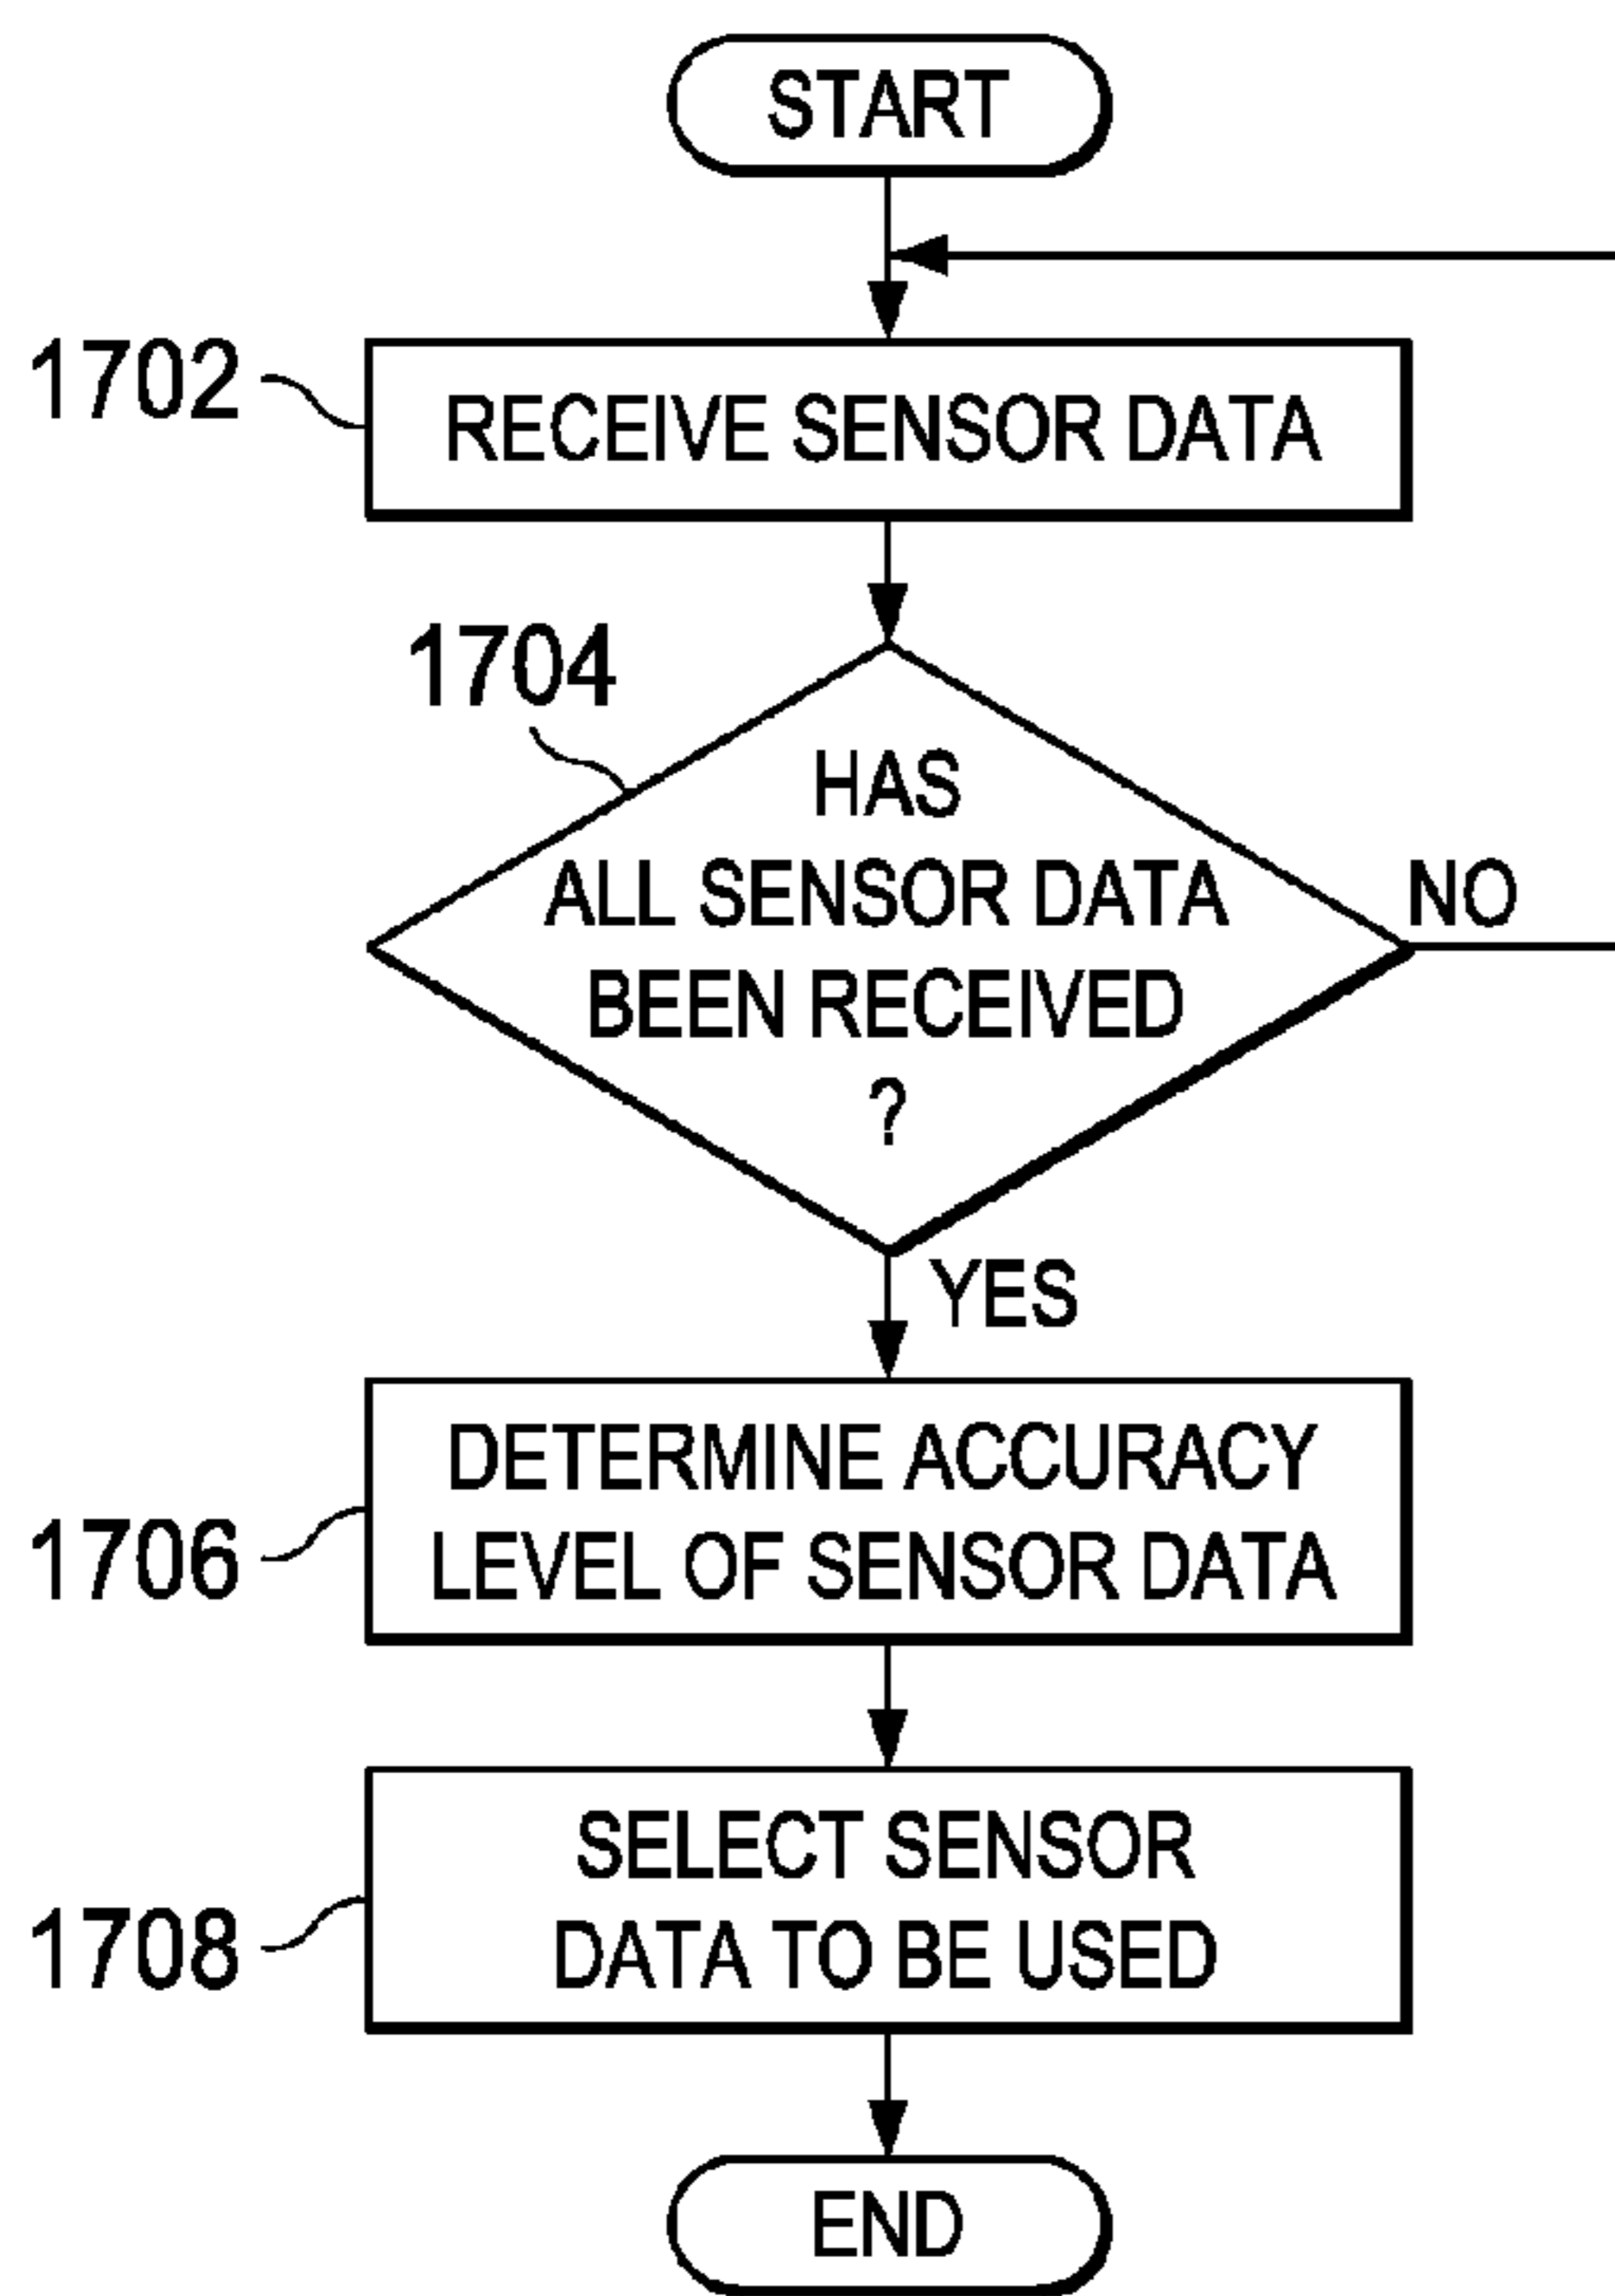 START
1702
RECEIVE SENSOR DATA
1704
HAS
ALL SENSOR DATA
BEEN RECEIVED
?
NO
YES
1706
DETERMINE ACCURACY
LEVEL OF SENSOR DATA
1708
SELECT SENSOR
DATA TO BE USED
END